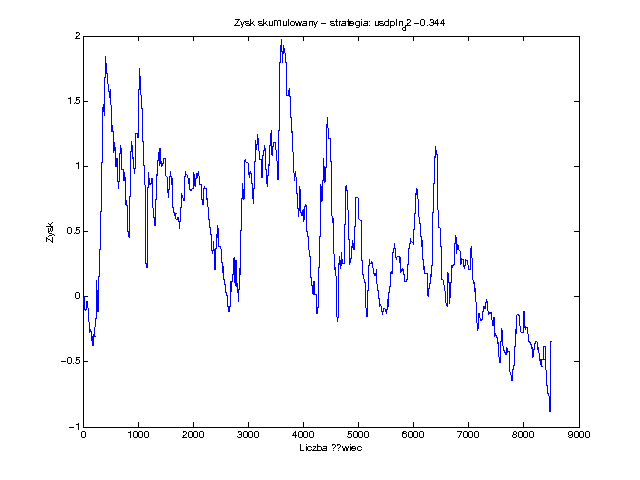 Zysk skumulowany – strategia: usdpln_d2 –0.344
2
1.5
1
0.5
0
−0.5
−1
Zysk
0 1000 2000 3000 4000 5000 6000 7000 8000 9000
Liczba ??wiec